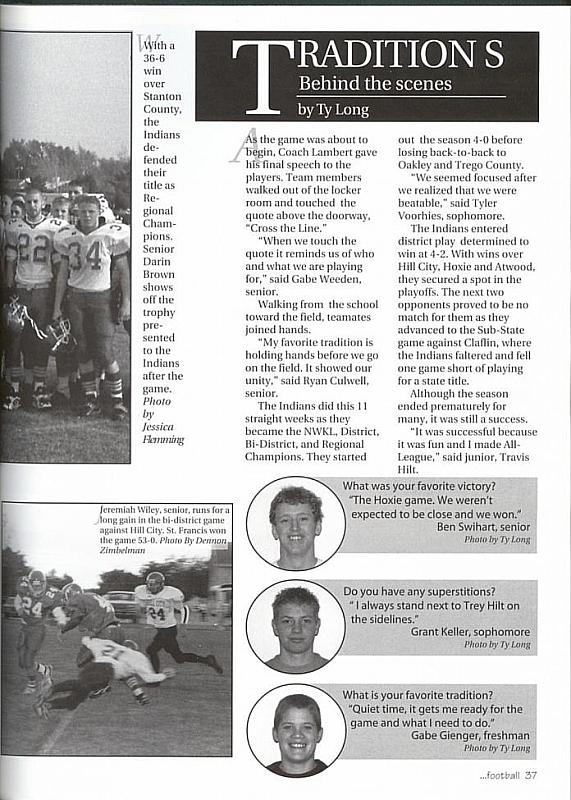 With a
36-6
win
over
Stanton
County,
the
Indians
de-
fended
their
title as
Re-
gional
Cham-
pions.
Senior
Darin
Brown
shows
off the
trophy
pre-
sented
to the
Indians
after the
game.
Photo
by
Jessica
Flemming
TRADITIONS
Behind the scenes
by Ty Long
As the game was about to
begin, Coach Lambert gave
his final speech to the
players. Team members
walked out of the locker
room and touched the
quote above the doorway,
“Cross the Line.”
“When we touch the
quote it reminds us of who
and what we are playing
for,” said Gabe Weeden,
senior.
Walking from the school
toward the field, teamates
joined hands.
“My favorite tradition is
holding hands before we go
on the field. It showed our
unity,” said Ryan Culwell,
senior.
The Indians did this 11
straight weeks as they
became the NWKL, District,
Bi-District, and Regional
Champions. They started
out the season 4-0 before
losing back-to-back to
Oakley and Trego County.
“We seemed focused after
we realized that we were
beatable,” said Tyler
Voorhies, sophomore.
The Indians entered
district play determined to
win at 4-2. With wins over
Hill City, Hoxie and Atwood,
they secured a spot in the
playoffs. The next two
opponents proved to be no
match for them as they
advanced to the Sub-State
game against Claflin, where
the Indians faltered and fell
one game short of playing
for a state title.
Although the season
ended prematurely for
many, it was still a success.
“It was successful because
it was fun and I made All-
League,” said junior, Travis
Hilt.
Jeremiah Wiley, senior, runs for a
long gain in the bi-district game
against Hill City. St. Francis won
the game 53-0. Photo By Dennon
Zimbelman
What was your favorite victory?
“The Hoxie game. We weren't
expected to be close and we won.”
Ben Swihart, senior
Photo by Ty Long
Do you have any superstitions?
“ I always stand next to Trey Hilt on
the sidelines.”
Grant Keller, sophomore
Photo by Ty Long
What is your favorite tradition?
“Quiet time, it gets me ready for the
game and what I need to do.”
Gabe Gienger, freshman
Photo by Ty Long
...football 37
22
34
24
24